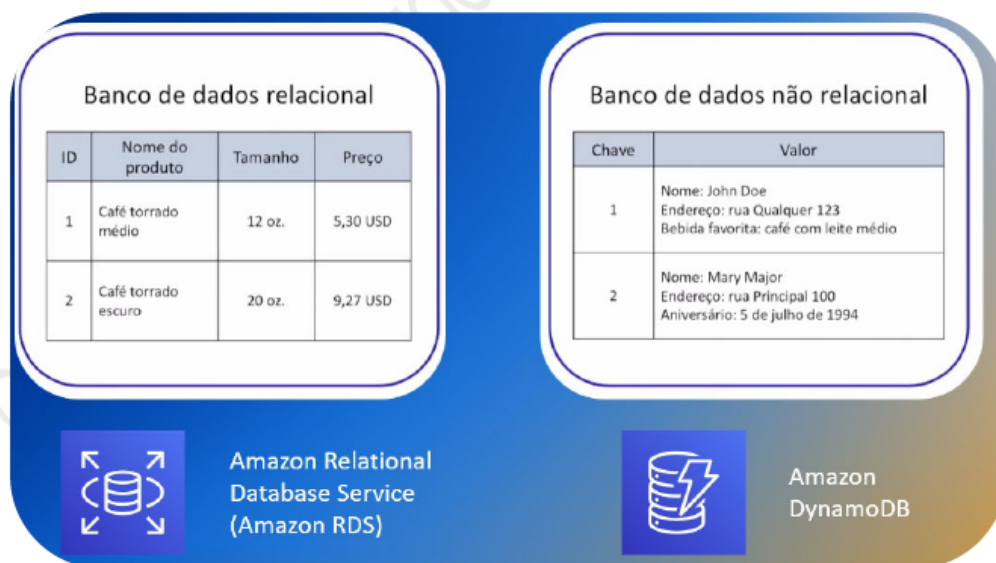 Banco de dados relacional
ID
Nome do
produto
Tamanho
Preço
1
Café torrado
médio
12 oz.
5,30 USD
2
Café torrado
escuro
20 oz.
9,27 USD
Amazon Relational
Database Service
(Amazon RDS)
Banco de dados não relacional
Chave
Valor
1
Nome: John Doe
Endereço: rua Qualquer 123
Bebida favorita: café com leite médio
2
Nome: Mary Major
Endereço: rua Principal 100
Aniversário: 5 de julho de 1994
Amazon
DynamoDB